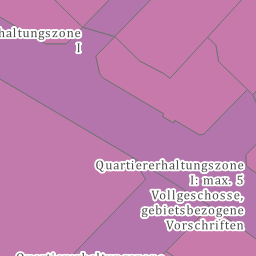 haltungszone
I
Quartiererhaltungszone
I: max. 5
Vollgeschosse,
gebietsbezogene
Vorschriften